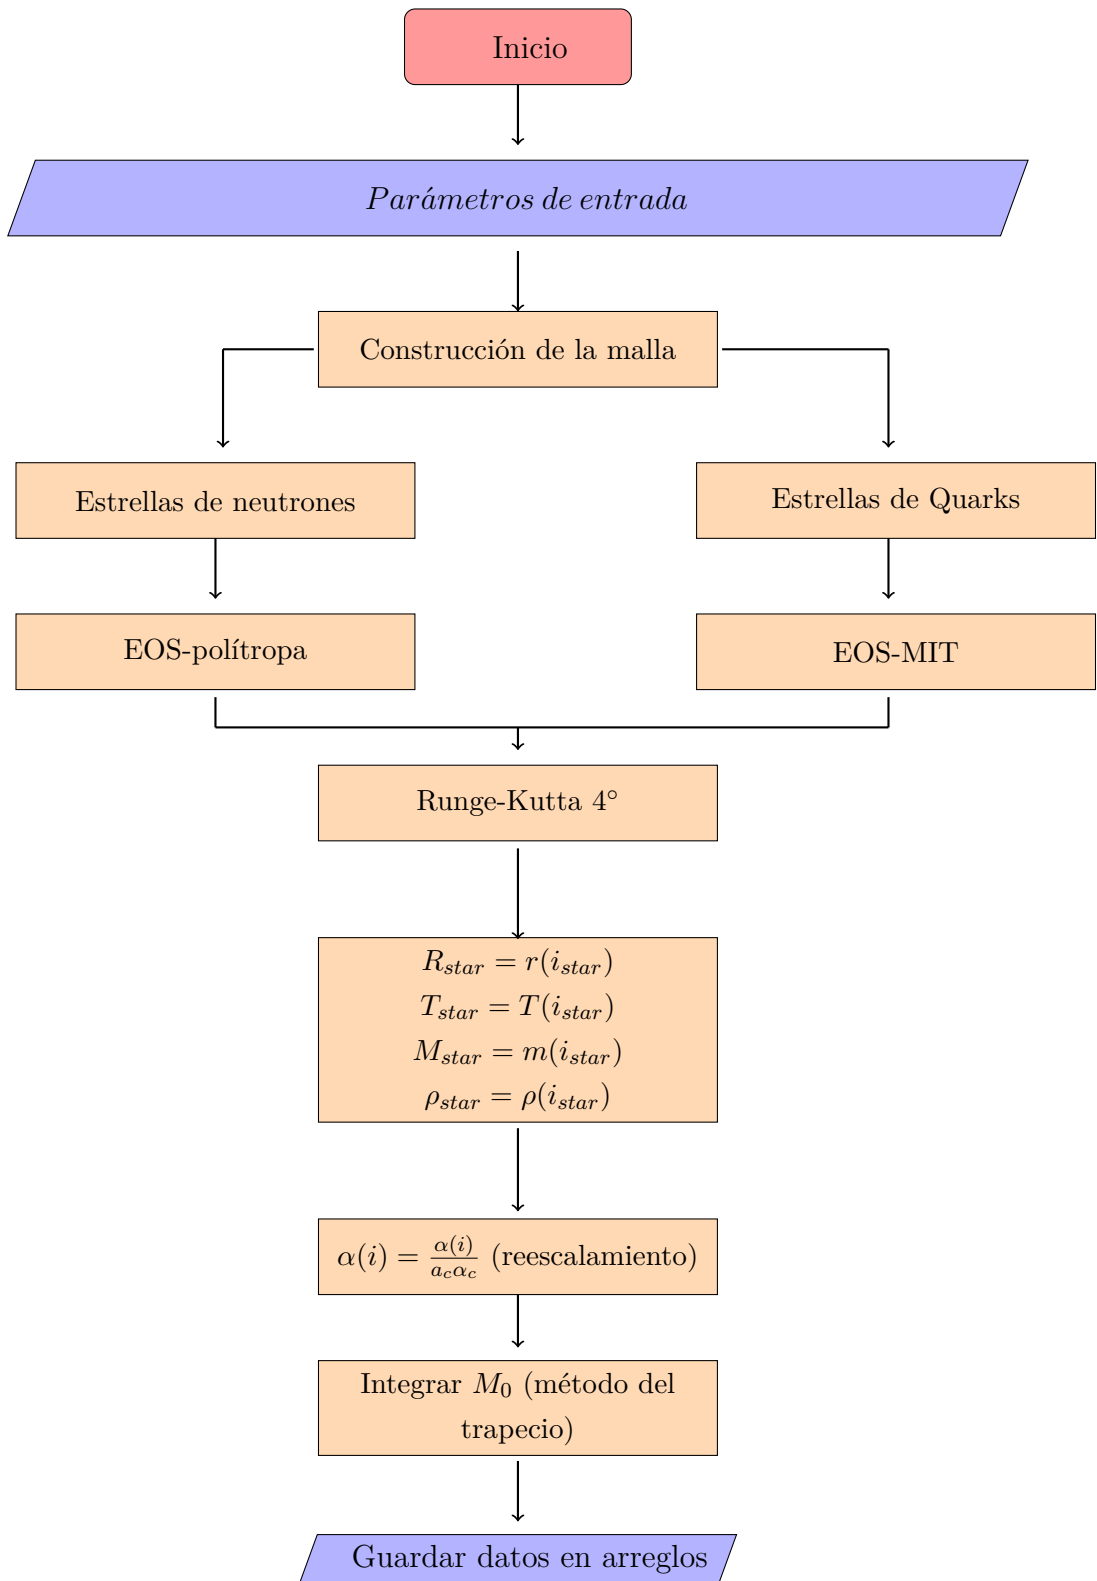 Inicio
Parámetros de entrada
Construcción de la malla
Estrellas de neutrones
Estrellas de Quarks
EOS-polítropa
EOS-MIT
Runge-Kutta 4°
R_{star} = r(i_{star})
T_{star} = T(i_{star})
M_{star} = m(i_{star})
ρ_{star} = ρ(i_{star})
α(i) = \frac{α(i)}{a_c α_c} (reescalamiento)
Integrar M_0 (método del
trapecio)
Guardar datos en arreglos